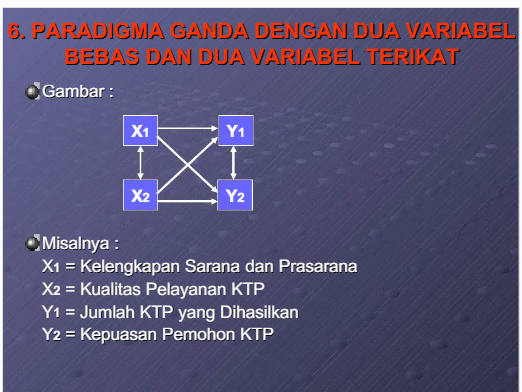 6. PARADIGMA GANDA DENGAN DUA VARIABEL
BEBAS DAN DUA VARIABEL TERIKAT
Gambar :
X1 Y1
X2 Y2
Misalnya :
X1 = Kelengkapan Sarana dan Prasarana
X2 = Kualitas Pelayanan KTP
Y1 = Jumlah KTP yang Dihasilkan
Y2 = Kepuasan Pemohon KTP